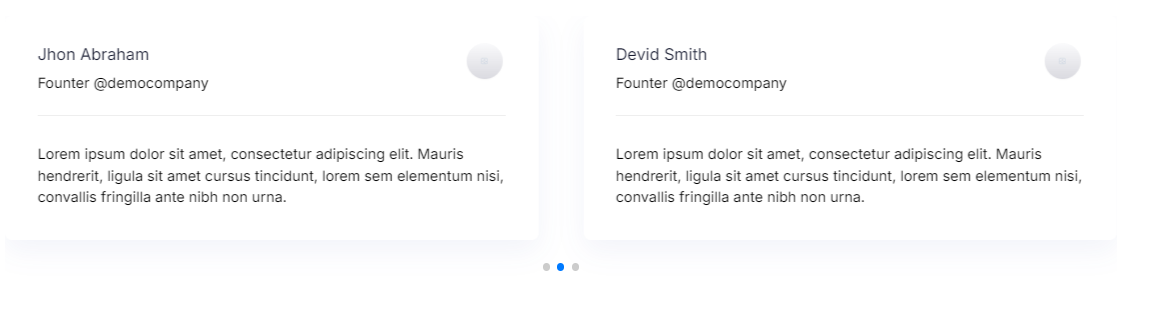 Jhon Abraham
Founter @democompany
Lorem ipsum dolor sit amet, consectetur adipiscing elit. Mauris
hendrerit, ligula sit amet cursus tincidunt, lorem sem elementum nisi,
convallis fringilla ante nibh non urna.
Devid Smith
Founter @democompany
Lorem ipsum dolor sit amet, consectetur adipiscing elit. Mauris
hendrerit, ligula sit amet cursus tincidunt, lorem sem elementum nisi,
convallis fringilla ante nibh non urna.